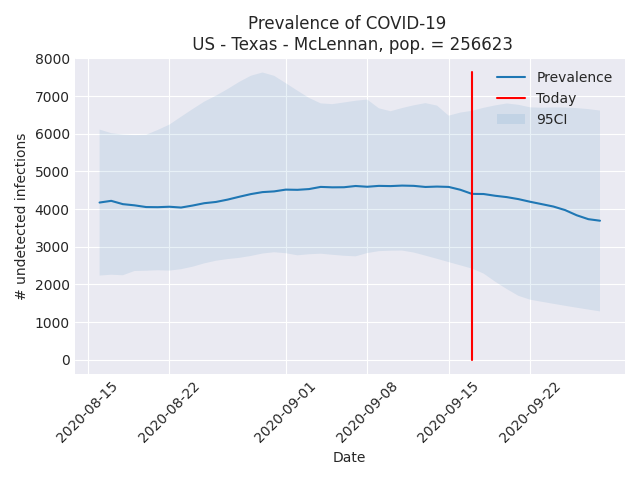 Prevalence of COVID-19
US - Texas - McLennan, pop. = 256623
8000
7000
6000
5000
4000
3000
2000
1000
0
# undetected infections
Prevalence
Today
95CI
2020-08-15
2020-08-22
2020-09-01
2020-09-08
2020-09-15
2020-09-22
Date